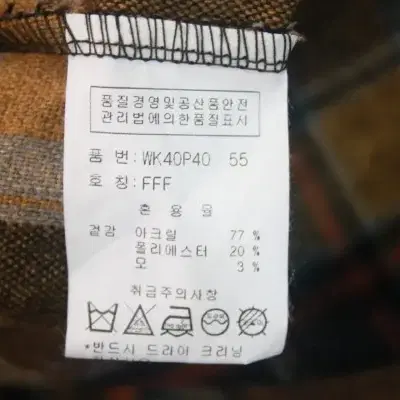 품질경영및공산품안전
관리법에의한품질표시
품 번: WK40P40 55
호 칭: FFF
혼 용 율
겉감 아크릴 77 %
폴리에스터 20 %
모 3 %
취급주의사항
*반드시 드라이 크리닝